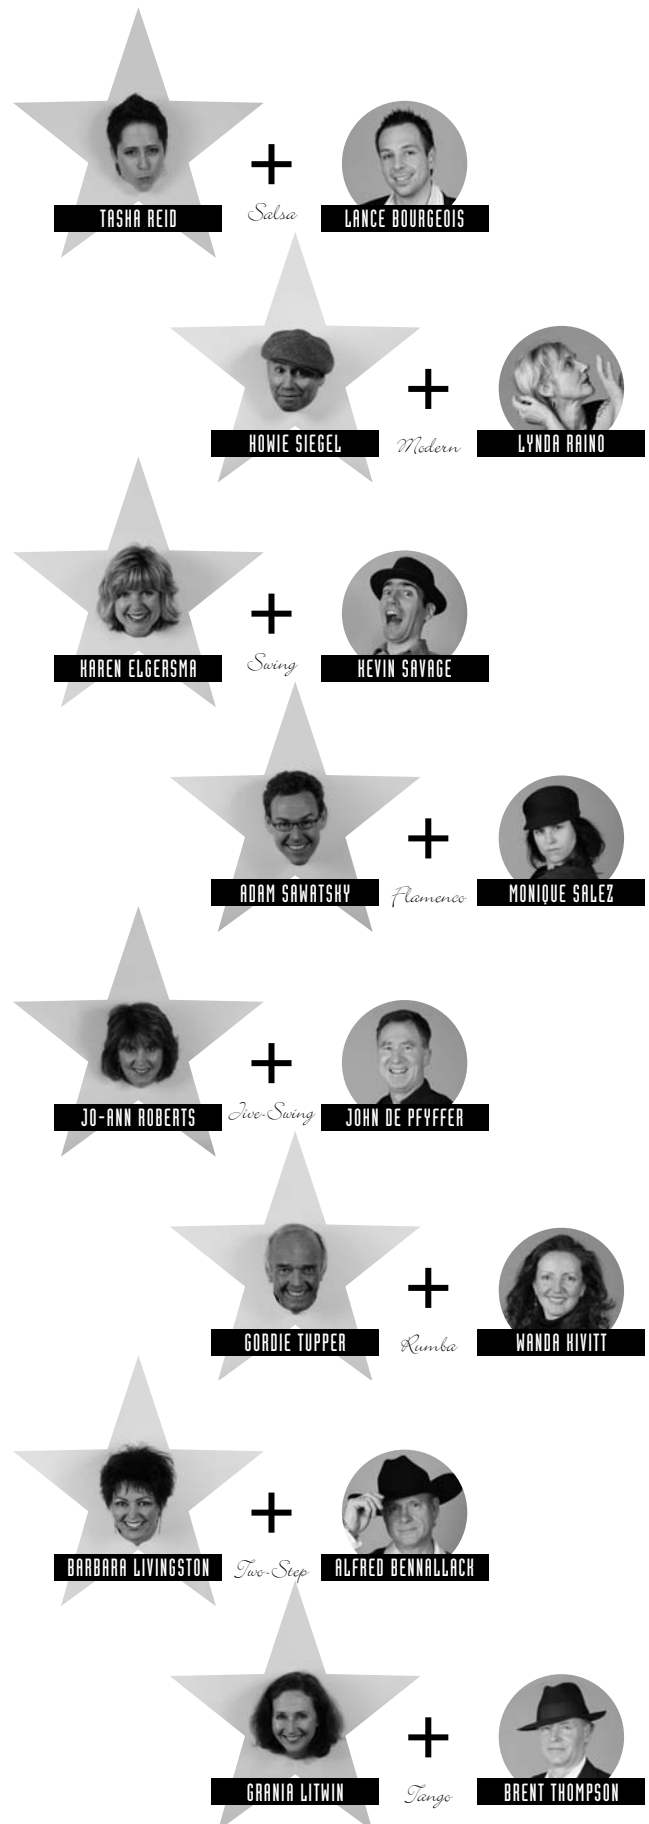 TASHA REID
Salsa
LANCE BOURGEOIS
HOWIE SIEGEL
Modern
LYNDA RAINO
KAREN ELGERSMA
Swing
KEVIN SAVAGE
ADAM SAWATSKY
Flamenco
MONIQUE SALEZ
JO-ANN ROBERTS
Jive-Swing
JOHN DE PFYFFER
GORDIE TUPPER
Rumba
WANDA KIVITT
BARBARA LIVINGSTON
Two-Step
ALFRED BENNALLACK
GRANIA LITWIN
Tango
BRENT THOMPSON